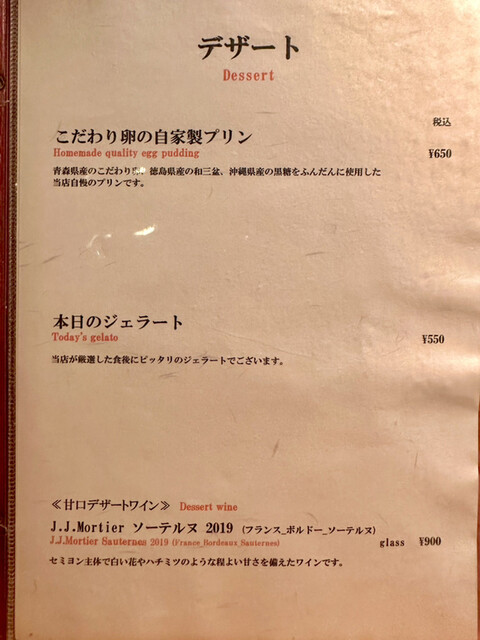 デザート
Dessert
税込
こだわり卵の自家製プリン
Homemade quality egg pudding
¥650
青森県産のこだわり 徳島県産の和三盆、沖縄県産の黒糖をふんだんに使用した
当店自慢のプリンです。
本日のジェラート
Today's gelato
¥550
当店が厳選した食後にピッタリのジェラートでございます。
≪甘口デザートワイン≫ Dessert wine
J.J.Mortier ソーテルヌ 2019 (フランス_ボルドー_ソーテルヌ)
J.J.Mortier Sauternes 2019 (France_Bordeaux_Sauternes)
glass ¥900
セミヨン主体で白い花やハチミツのような程よい甘さを備えたワインです。